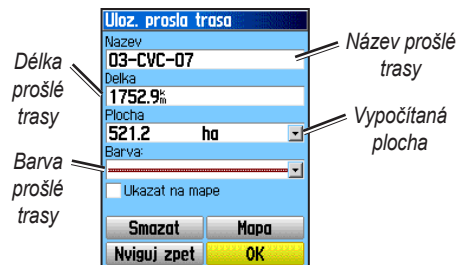 Uloz. prosla trasa
Nazev
03-CVC-07
Delka
1752.9km
Plocha
521.2 ha
Barva:
Ukazat na mape
Smazat Mapa
Nviguj zpet OK
Délka
prošlé
trasy
Barva
prošlé
trasy
Název prošlé
trasy
Vypočítaná
plocha